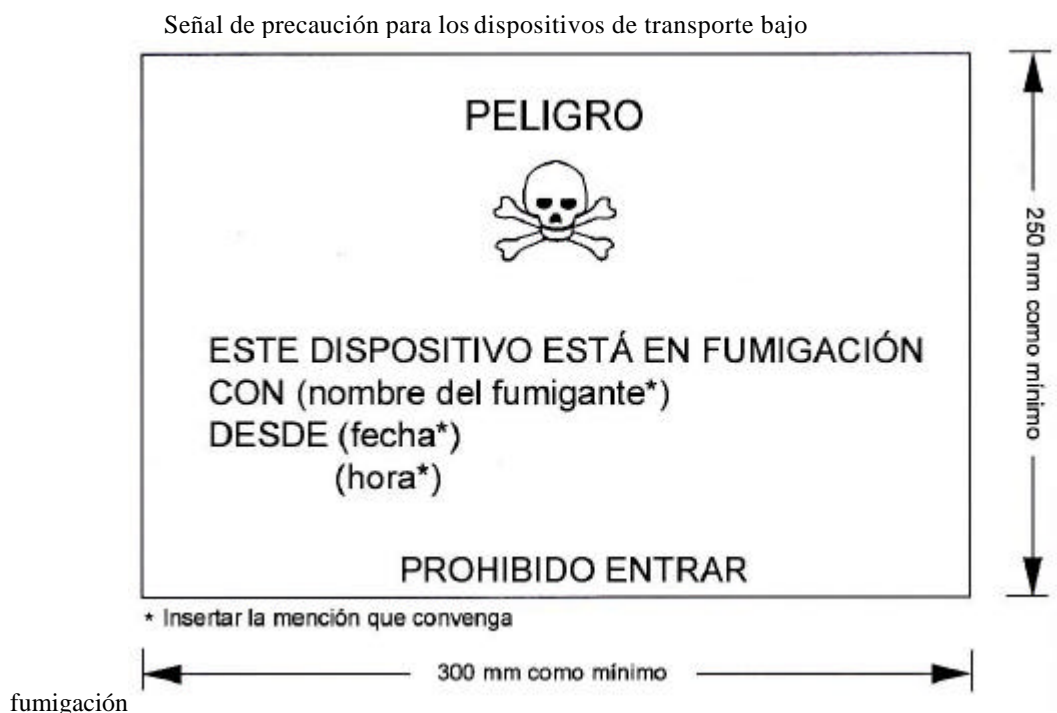 Señal de precaución para los dispositivos de transporte bajo
PELIGRO
ESTE DISPOSITIVO ESTÁ EN FUMIGACIÓN
CON (nombre del fumigante*)
DESDE (fecha*)
(hora*)
PROHIBIDO ENTRAR
250 mm como mínimo
* Insertar la mención que convenga
300 mm como mínimo
fumigación